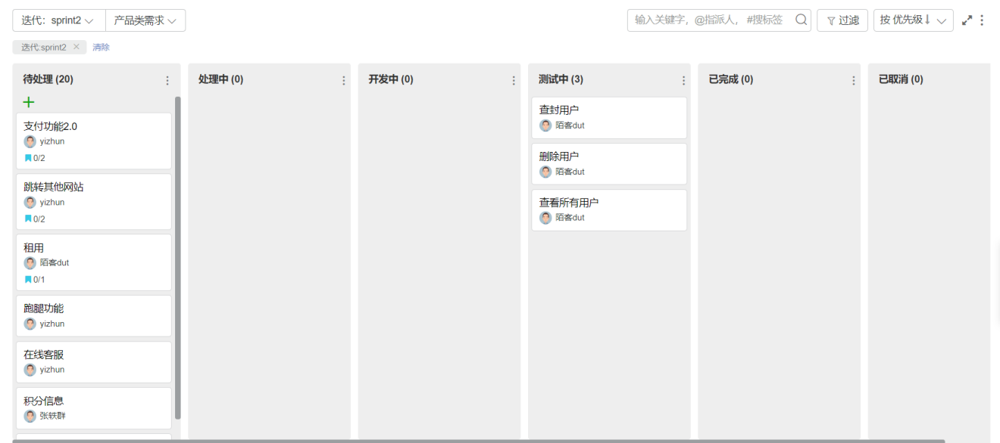 迭代：sprint2
产品类需求
输入关键字，@指派人，#搜标签
过滤
按 优先级
迭代:sprint2 ×
清除
待处理 (20)
支付功能2.0
yizhun
0/2
跳转其他网站
yizhun
0/2
租用
陌客dut
0/1
跑腿功能
yizhun
在线客服
yizhun
积分信息
张轶群
处理中 (0)
开发中 (0)
测试中 (3)
查封用户
陌客dut
删除用户
陌客dut
查看所有用户
陌客dut
已完成 (0)
已取消 (0)